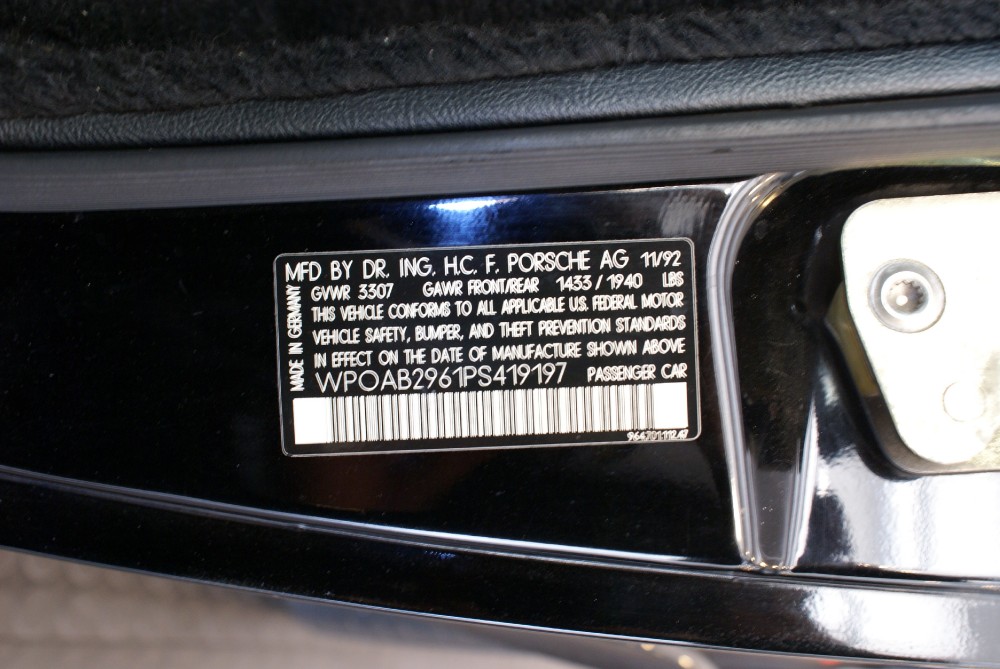 MFD BY DR. ING. H.C. F. PORSCHE AG 11/92
GVWR 3307 GAWR FRONT/REAR 1433 / 1940 LBS
THIS VEHICLE CONFORMS TO ALL APPLICABLE U.S. FEDERAL MOTOR
VEHICLE SAFETY, BUMPER, AND THEFT PREVENTION STANDARDS
IN EFFECT ON THE DATE OF MANUFACTURE SHOWN ABOVE
WP0AB2961PS419197 PASSENGER CAR
MADE IN GERMANY